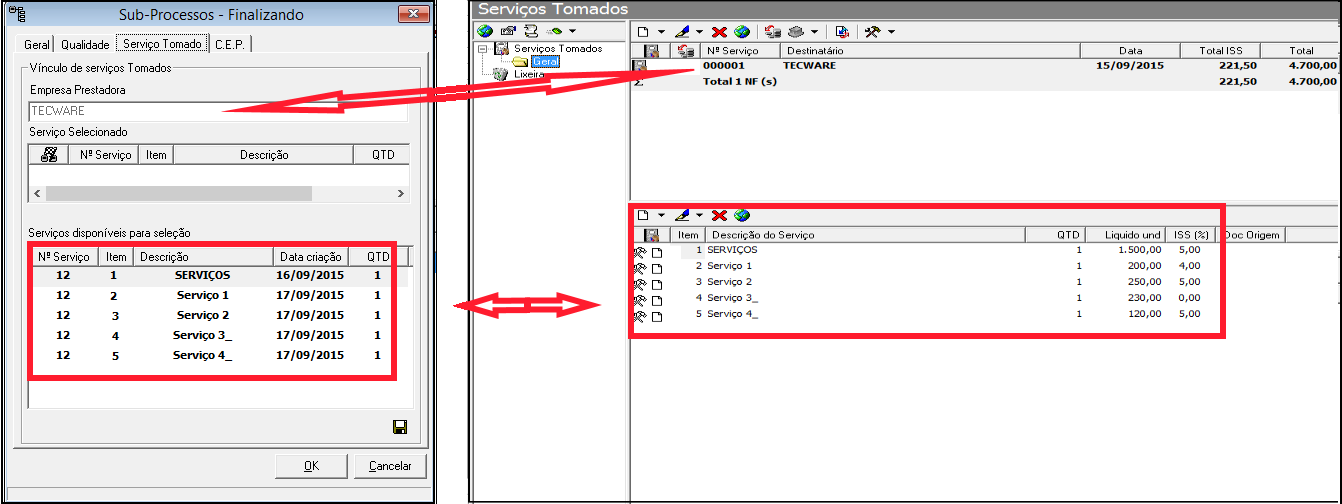 Sub-Processos - Finalizando
Geral Qualidade Serviço Tomado C.E.P.
Vínculo de serviços Tomados
Empresa Prestadora
TECWARE
Serviço Selecionado
Nº Serviço Item Descrição QTD
Serviços disponíveis para seleção
Nº Serviço Item Descrição Data criação QTD
12 1 SERVIÇOS 16/09/2015 1
12 2 Serviço 1 17/09/2015 1
12 3 Serviço 2 17/09/2015 1
12 4 Serviço 3_ 17/09/2015 1
12 5 Serviço 4_ 17/09/2015 1
OK Cancelar
Serviços Tomados
Serviços Tomados
Geral
Lixeira
Nº Serviço Destinatário Data Total ISS Total
000001 TECWARE 15/09/2015 221,50 4.700,00
Σ Total 1 NF (s) 221,50 4.700,00
Item Descrição do Serviço QTD Liquido und ISS (%) Doc Origem
1 SERVIÇOS 1 1.500,00 5,00
2 Serviço 1 1 200,00 4,00
3 Serviço 2 1 250,00 5,00
4 Serviço 3_ 1 230,00 0,00
5 Serviço 4_ 1 120,00 5,00